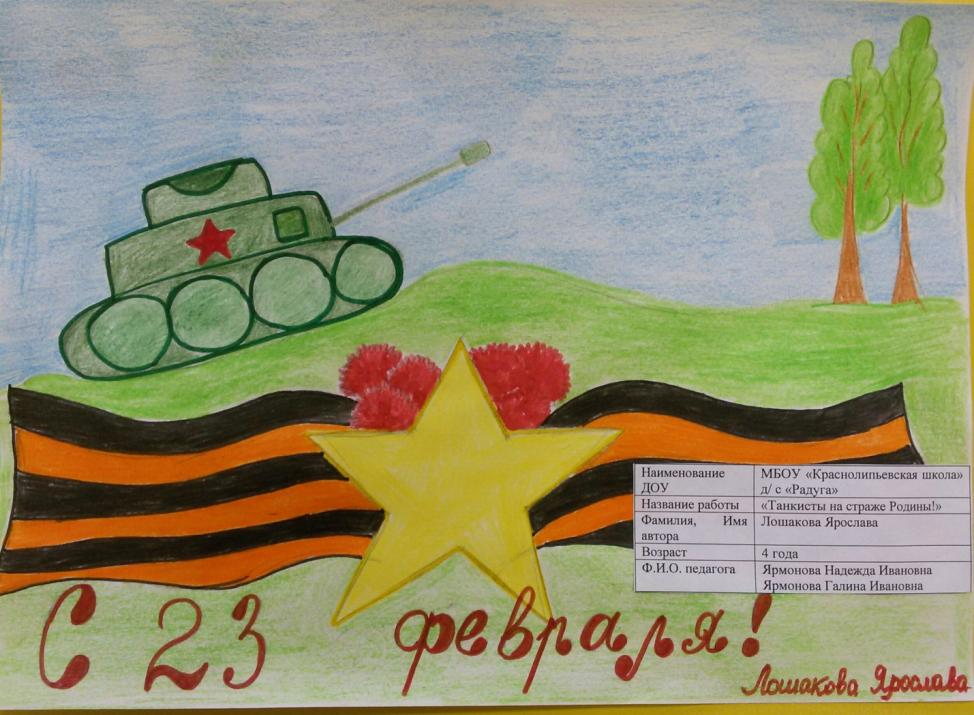 Наименование ДОУ МБОУ «Краснолипьевская школа» д/ с «Радуга»
Название работы «Танкисты на страже Родины!»
Фамилия, Имя автора Лошакова Ярослава
Возраст 4 года
Ф.И.О. педагога Ярмонова Надежда Ивановна
Ярмонова Галина Ивановна
С 23 февраля!
Лошакова Ярослава